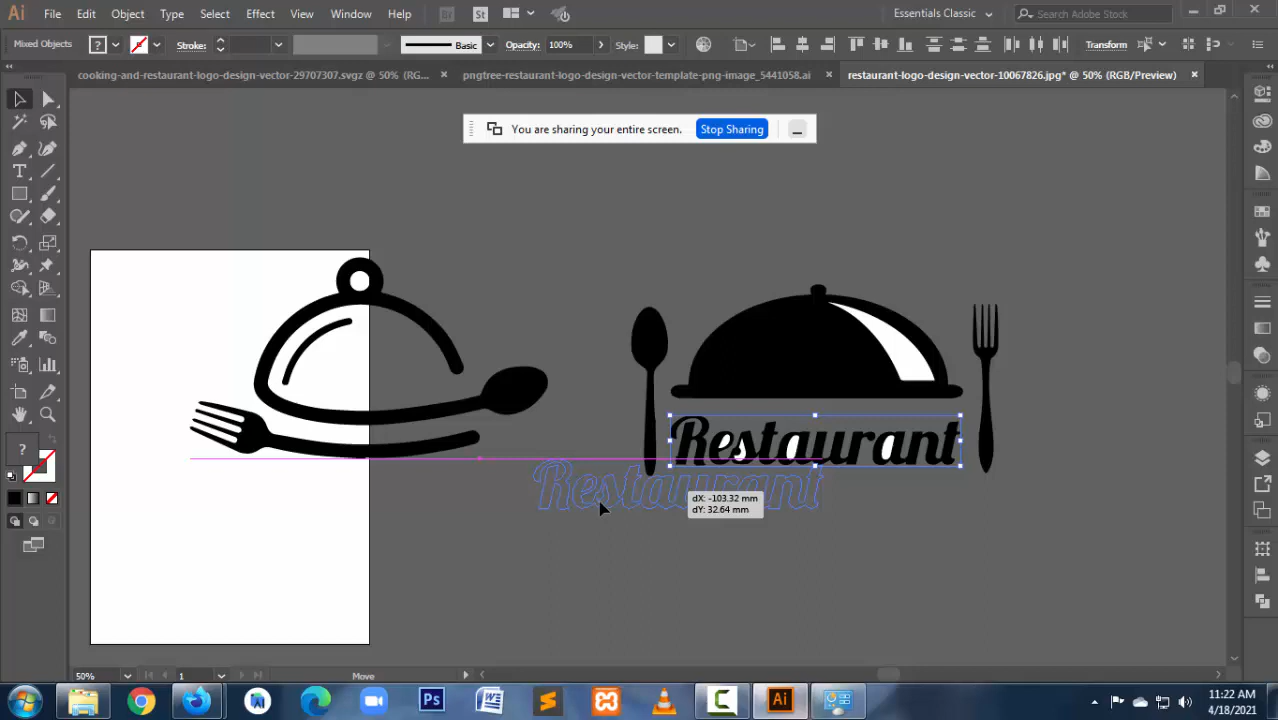 Ai File Edit Object Type Select Effect View Window Help Br St Essentials Classic Search Adobe Stock
Mixed Objects ? Stroke: Basic Opacity: 100% Style: Transform
cooking-and-restaurant-logo-design-vector-29707307.svgz @ 50% (RG... pngtree-restaurant-logo-design-vector-template-png-image_5441058.ai restaurant-logo-design-vector-10067826.jpg* @ 50% (RGB/Preview)
You are sharing your entire screen. Stop Sharing
Restaurant
Restaurant
dX: -103.32 mm
dY: 32.64 mm
?
50% 1 Move
Ps W C Ai 11:22 AM
4/18/2021